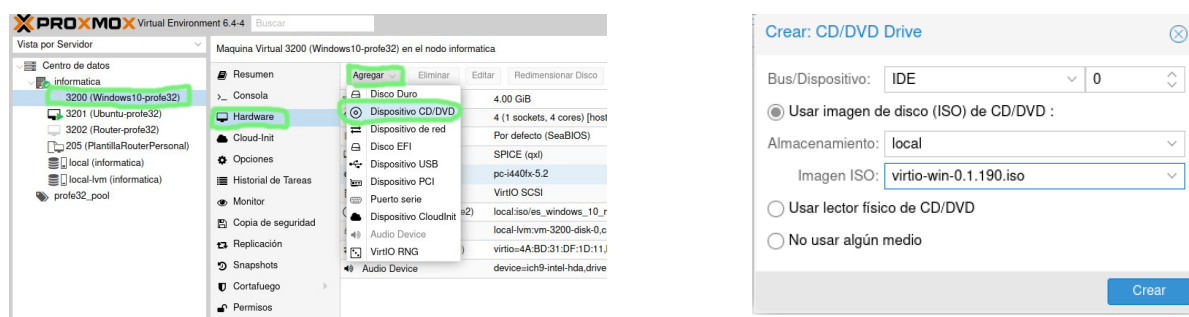 PROXMOX Virtual Environment 6.4-4 Buscar
Vista por Servidor
Centro de datos
informatica
3200 (Windows10-profe32)
3201 (Ubuntu-profe32)
3202 (Router-profe32)
205 (PlantillaRouterPersonal)
local (informatica)
local-lvm (informatica)
profe32_pool
Maquina Virtual 3200 (Windows10-profe32) en el nodo informatica
Resumen
Consola
Hardware
Cloud-Init
Opciones
Historial de Tareas
Monitor
Copia de seguridad
Replicación
Snapshots
Cortafuego
Permisos
Agregar Eliminar Editar Redimensionar Disco
Disco Duro
Dispositivo CD/DVD
Dispositivo de red
Disco EFI
Dispositivo USB
Dispositivo PCI
Puerto serie
Dispositivo CloudInit
Audio Device
VirtIO RNG
4.00 GiB
4 (1 sockets, 4 cores) [host
Por defecto (SeaBIOS)
SPICE (qxl)
pc-i440fx-5.2
VirtIO SCSI
e2) local:iso/es_windows_10_r
local-lvm:vm-3200-disk-0,c
) virtio=4A:BD:31:DF:1D:11,
Audio Device device=ich9-intel-hda,drive
Crear: CD/DVD Drive
Bus/Dispositivo: IDE 0
Usar imagen de disco (ISO) de CD/DVD :
Almacenamiento: local
Imagen ISO: virtio-win-0.1.190.iso
Usar lector físico de CD/DVD
No usar algún medio
Crear